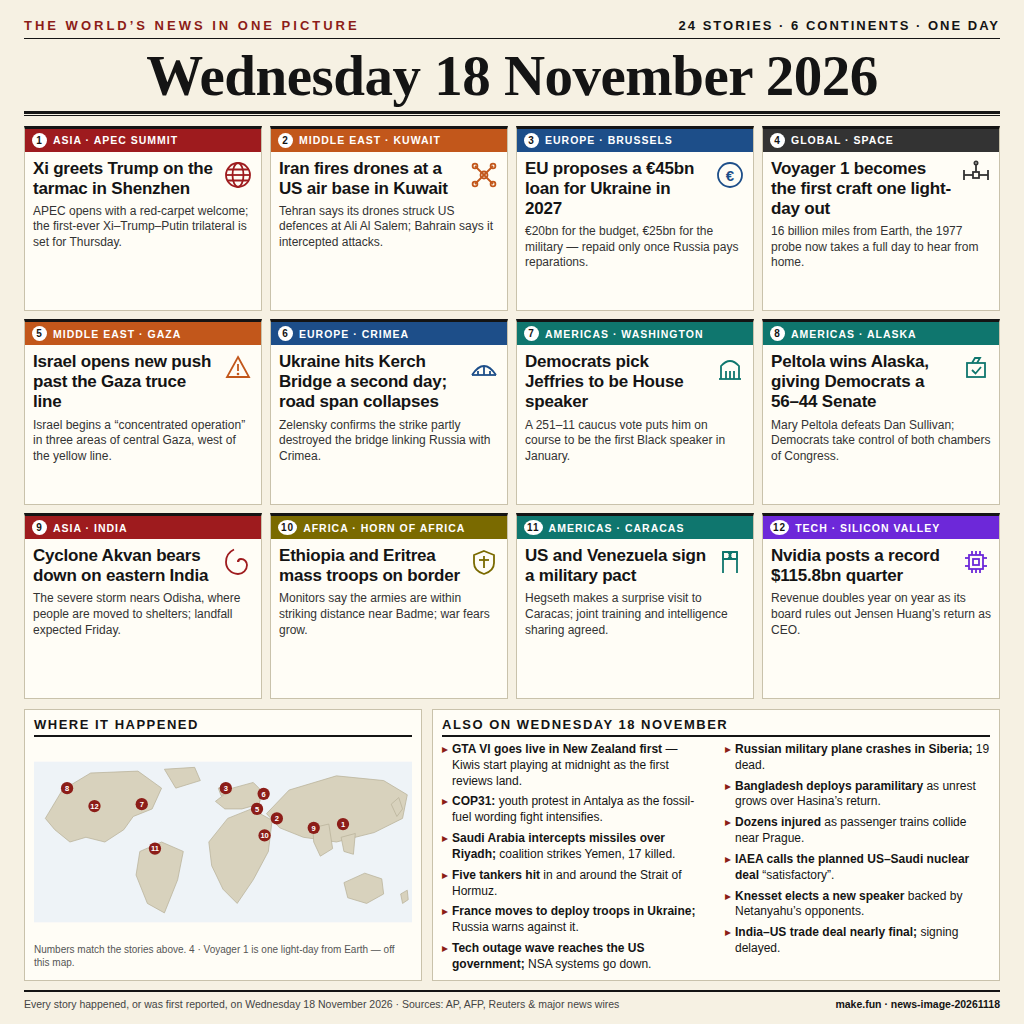 THE WORLD’S NEWS IN ONE PICTURE
24 STORIES · 6 CONTINENTS · ONE DAY
Wednesday 18 November 2026
1 ASIA · APEC SUMMIT
Xi greets Trump on the
tarmac in Shenzhen
APEC opens with a red-carpet welcome;
the first-ever Xi–Trump–Putin trilateral is
set for Thursday.
2 MIDDLE EAST · KUWAIT
Iran fires drones at a
US air base in Kuwait
Tehran says its drones struck US
defences at Ali Al Salem; Bahrain says it
intercepted attacks.
3 EUROPE · BRUSSELS
EU proposes a €45bn
loan for Ukraine in
2027
€
€20bn for the budget, €25bn for the
military — repaid only once Russia pays
reparations.
4 GLOBAL · SPACE
Voyager 1 becomes
the first craft one light-
day out
16 billion miles from Earth, the 1977
probe now takes a full day to hear from
home.
5 MIDDLE EAST · GAZA
Israel opens new push
past the Gaza truce
line
Israel begins a “concentrated operation”
in three areas of central Gaza, west of
the yellow line.
6 EUROPE · CRIMEA
Ukraine hits Kerch
Bridge a second day;
road span collapses
Zelensky confirms the strike partly
destroyed the bridge linking Russia with
Crimea.
7 AMERICAS · WASHINGTON
Democrats pick
Jeffries to be House
speaker
A 251–11 caucus vote puts him on
course to be the first Black speaker in
January.
8 AMERICAS · ALASKA
Peltola wins Alaska,
giving Democrats a
56–44 Senate
Mary Peltola defeats Dan Sullivan;
Democrats take control of both chambers
of Congress.
9 ASIA · INDIA
Cyclone Akvan bears
down on eastern India
The severe storm nears Odisha, where
people are moved to shelters; landfall
expected Friday.
10 AFRICA · HORN OF AFRICA
Ethiopia and Eritrea
mass troops on border
Monitors say the armies are within
striking distance near Badme; war fears
grow.
11 AMERICAS · CARACAS
US and Venezuela sign
a military pact
Hegseth makes a surprise visit to
Caracas; joint training and intelligence
sharing agreed.
12 TECH · SILICON VALLEY
Nvidia posts a record
$115.8bn quarter
Revenue doubles year on year as its
board rules out Jensen Huang’s return as
CEO.
WHERE IT HAPPENED
8
12
7
11
3
6
5
2
10
9
1
Numbers match the stories above. 4 · Voyager 1 is one light-day from Earth — off
this map.
ALSO ON WEDNESDAY 18 NOVEMBER
▸ GTA VI goes live in New Zealand first —
Kiwis start playing at midnight as the first
reviews land.
▸ COP31: youth protest in Antalya as the fossil-
fuel wording fight intensifies.
▸ Saudi Arabia intercepts missiles over
Riyadh; coalition strikes Yemen, 17 killed.
▸ Five tankers hit in and around the Strait of
Hormuz.
▸ France moves to deploy troops in Ukraine;
Russia warns against it.
▸ Tech outage wave reaches the US
government; NSA systems go down.
▸ Russian military plane crashes in Siberia; 19
dead.
▸ Bangladesh deploys paramilitary as unrest
grows over Hasina’s return.
▸ Dozens injured as passenger trains collide
near Prague.
▸ IAEA calls the planned US–Saudi nuclear
deal “satisfactory”.
▸ Knesset elects a new speaker backed by
Netanyahu’s opponents.
▸ India–US trade deal nearly final; signing
delayed.
Every story happened, or was first reported, on Wednesday 18 November 2026 · Sources: AP, AFP, Reuters & major news wires
make.fun · news-image-20261118